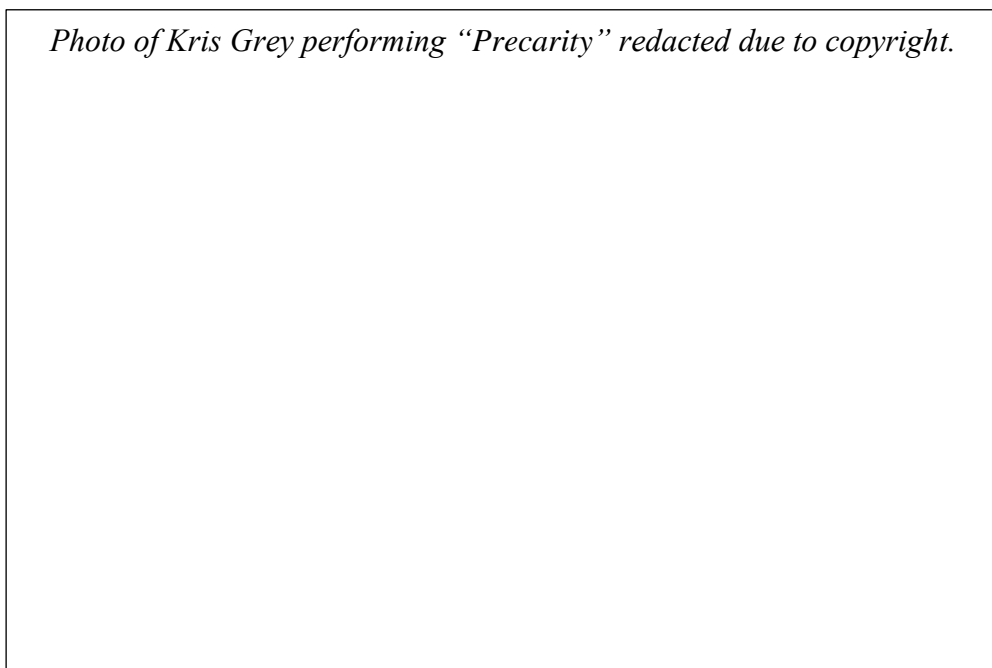 Photo of Kris Grey performing “Precarity” redacted due to copyright.